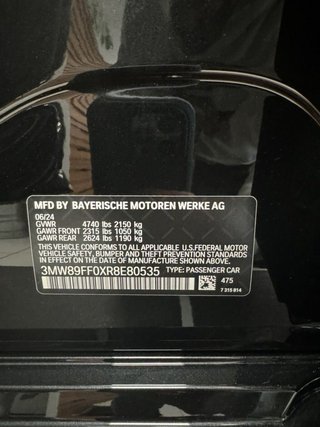 MFD BY BAYERISCHE MOTOREN WERKE AG
06/24
GVWR 4740 lbs 2150 kg
GAWR FRONT 2315 lbs 1050 kg
GAWR REAR 2624 lbs 1190 kg
THIS VEHICLE CONFORMS TO ALL APPLICABLE U.S.FEDERAL MOTOR
VEHICLE SAFETY, BUMPER AND THEFT PREVENTION STANDARDS
IN EFFECT ON THE DATE OF MANUFACTURE SHOWN ABOVE.
3MW89FF0XR8E80535 TYPE: PASSENGER CAR
475
7 315 814